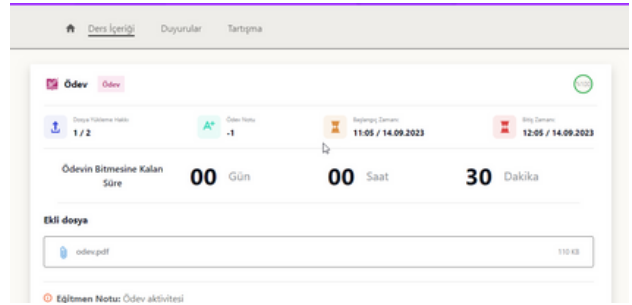 Ders İçeriği Duyurular Tartışma
Ödev Ödev %100
Dosya Yükleme Hakkı
1 / 2
Ödev Notu
-1
Başlangıç Zamanı
11:05 / 14.09.2023
Bitiş Zamanı
12:05 / 14.09.2023
Ödevin Bitmesine Kalan
Süre
00 Gün 00 Saat 30 Dakika
Ekli dosya
odev.pdf 110 KB
Eğitmen Notu: Ödev aktivitesi